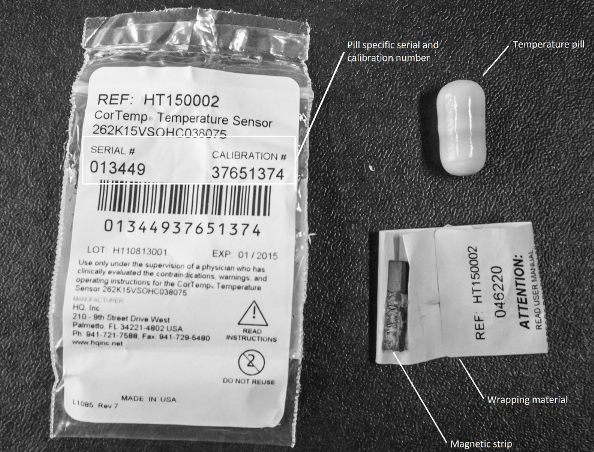 Pill specific serial and
calibration number
Temperature pill
REF: HT150002
CorTemp® Temperature Sensor
262K15VSOHC038075
SERIAL #
CALIBRATION #
013449
37651374
01344937651374
LOT: H110813001
EXP: 01/2015
Use only under the supervision of a physician who has
clinically evaluated the contraindications, warnings, and
operating instructions for the CorTemp® Temperature
Sensor 262K15VSOHC038075
MANUFACTURER:
HQ, Inc
210 - 9th Street Drive West
Palmetto, FL 34221-4802 USA
Ph: 941-721-7588, Fax: 941-729-5480
www.hqinc.net
READ
INSTRUCTIONS
2
DO NOT REUSE
MADE IN USA
L1085 Rev 7
REF: HT150002
046220
ATTENTION:
READ USER MANUAL
Wrapping material
Magnetic strip